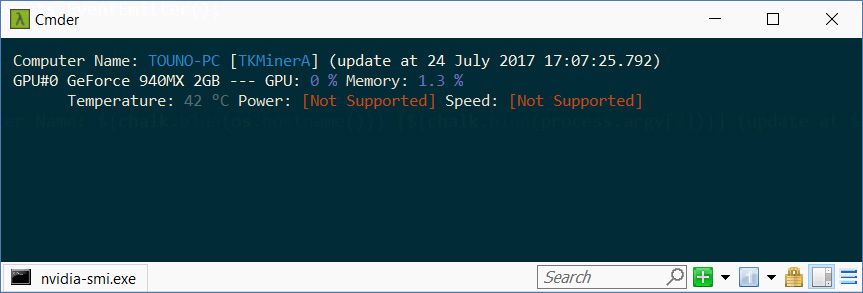 Cmder
Computer Name: TOUNO-PC [TKMinerA] (update at 24 July 2017 17:07:25.792)
GPU#0 GeForce 940MX 2GB --- GPU: 0 % Memory: 1.3 %
Temperature: 42 °C Power: [Not Supported] Speed: [Not Supported]
nvidia-smi.exe
Search
1